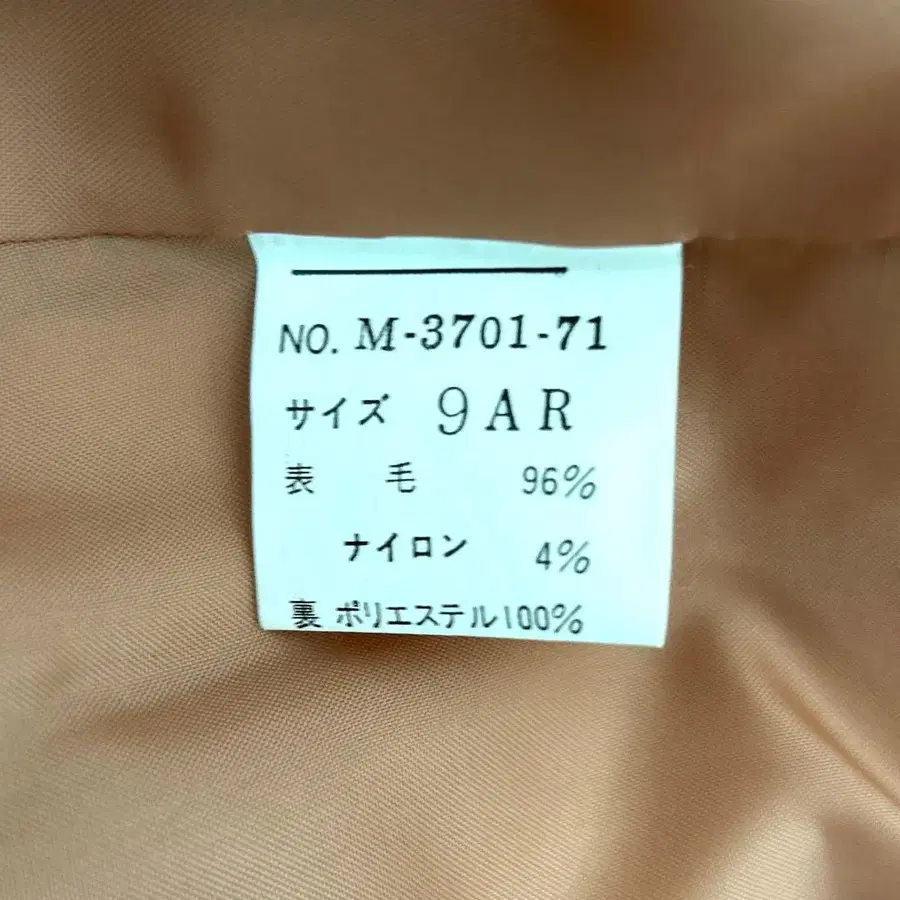 NO. M-3701-71
サイズ 9AR
表 毛 96%
ナイロン 4%
裏 ポリエステル100%